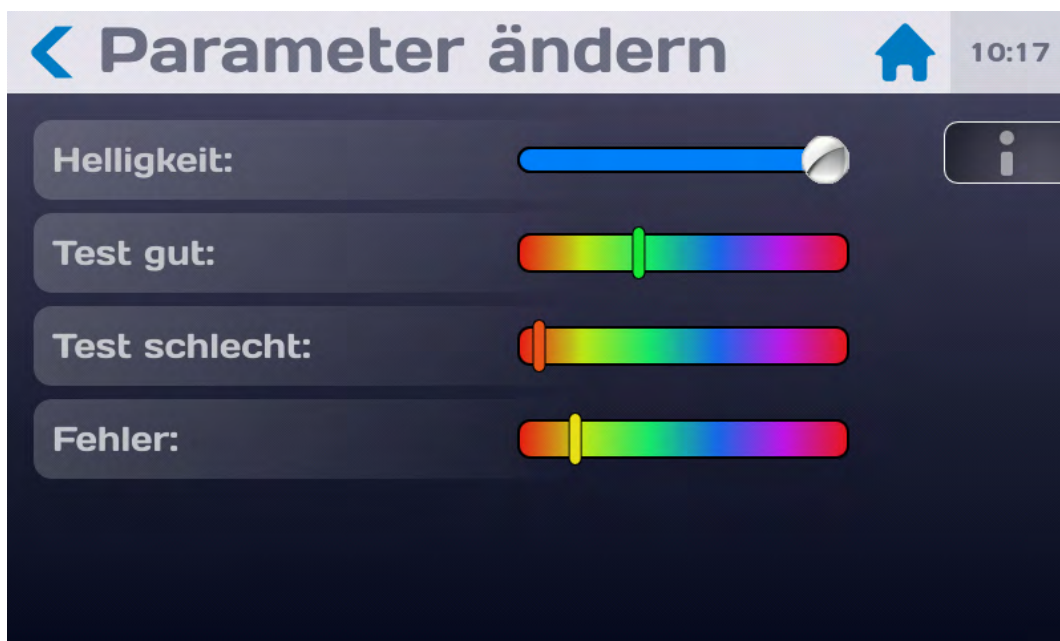 Parameter ändern
10:17
Helligkeit:
Test gut:
Test schlecht:
Fehler: